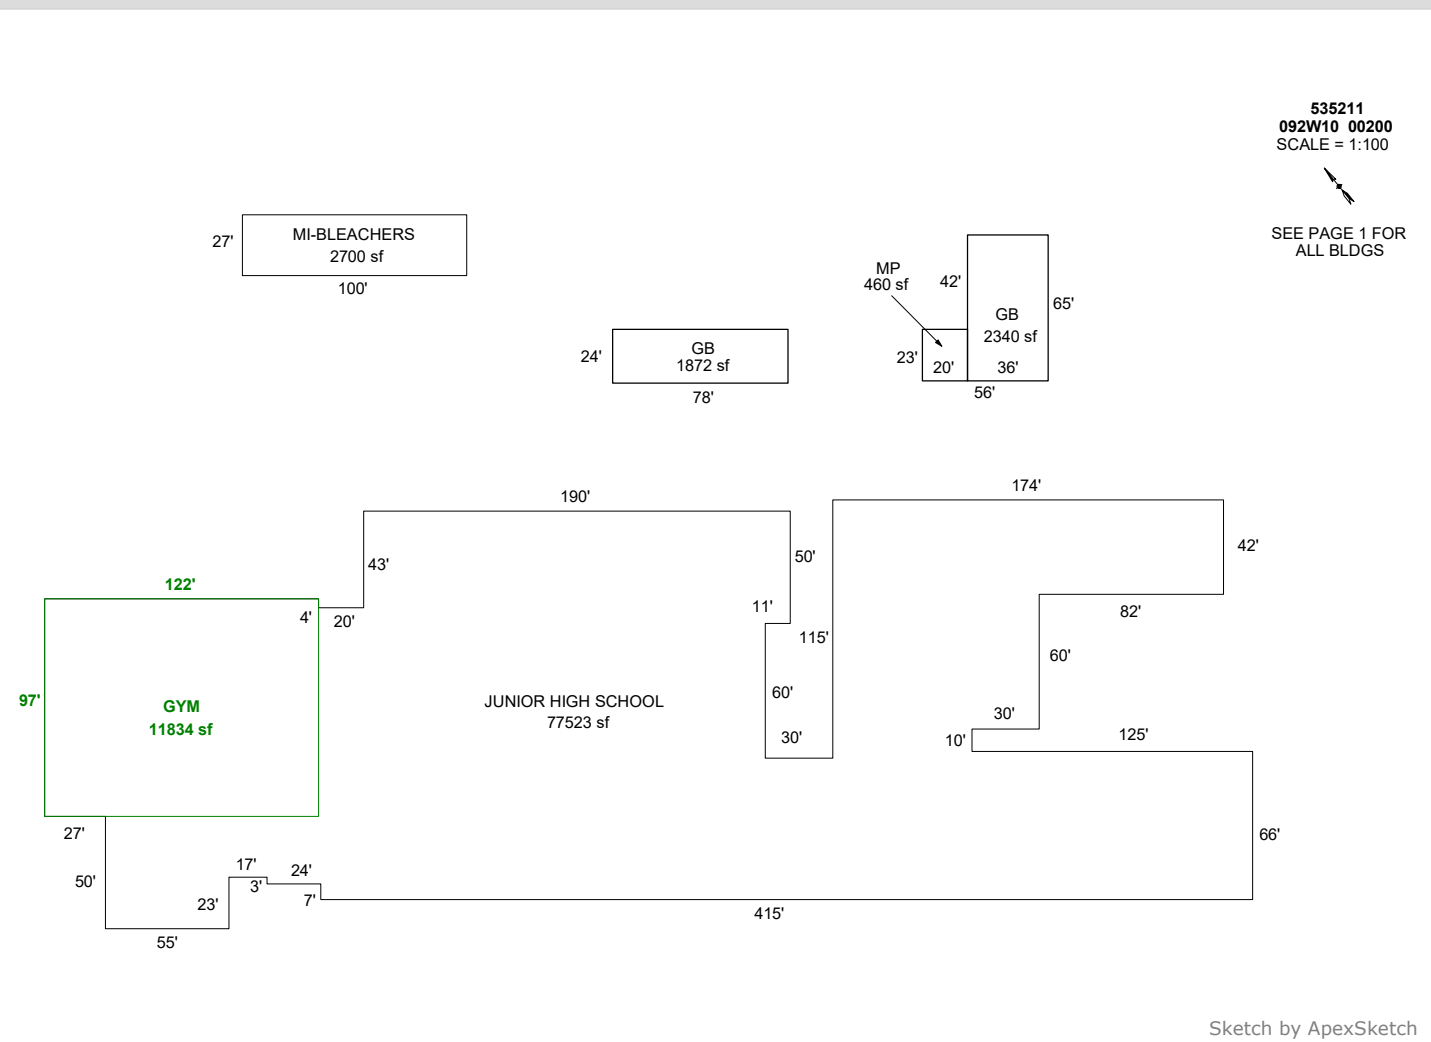 535211
092W10  00200
SCALE = 1:100
SEE PAGE 1 FOR
ALL BLDGS
27'
MI-BLEACHERS
2700 sf
100'
MP
460 sf
42'
65'
GB
2340 sf
23'
20'
36'
56'
24'
GB
1872 sf
78'
190'
174'
43'
50'
42'
122'
4'
20'
11'
115'
82'
60'
60'
97'
GYM
11834 sf
JUNIOR HIGH SCHOOL
77523 sf
30'
30'
10'
125'
27'
66'
50'
17'
24'
3'
7'
23'
415'
55'
Sketch by ApexSketch